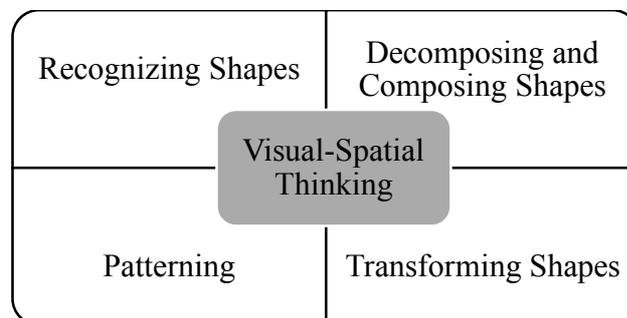 Recognizing Shapes
Decomposing and
Composing Shapes
Visual-Spatial
Thinking
Patterning
Transforming Shapes